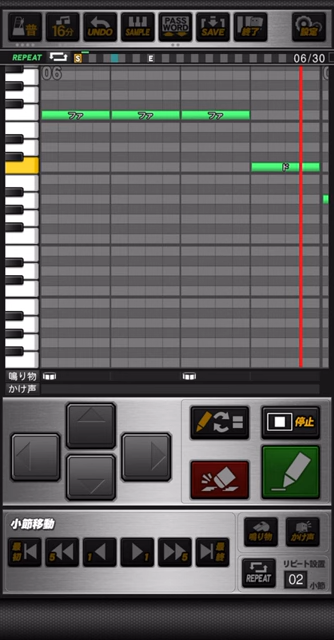 普
16分
UNDO
SAMPLE
PASS
WORD
SAVE
終了
設定
REPEAT
S
E
06/30
06
ファ
ファ
ファ
ド
鳴り物
かけ声
停止
小節移動
最初
5
1
1
5
最終
鳴り物
かけ声
REPEAT
リピート設置
02
小節